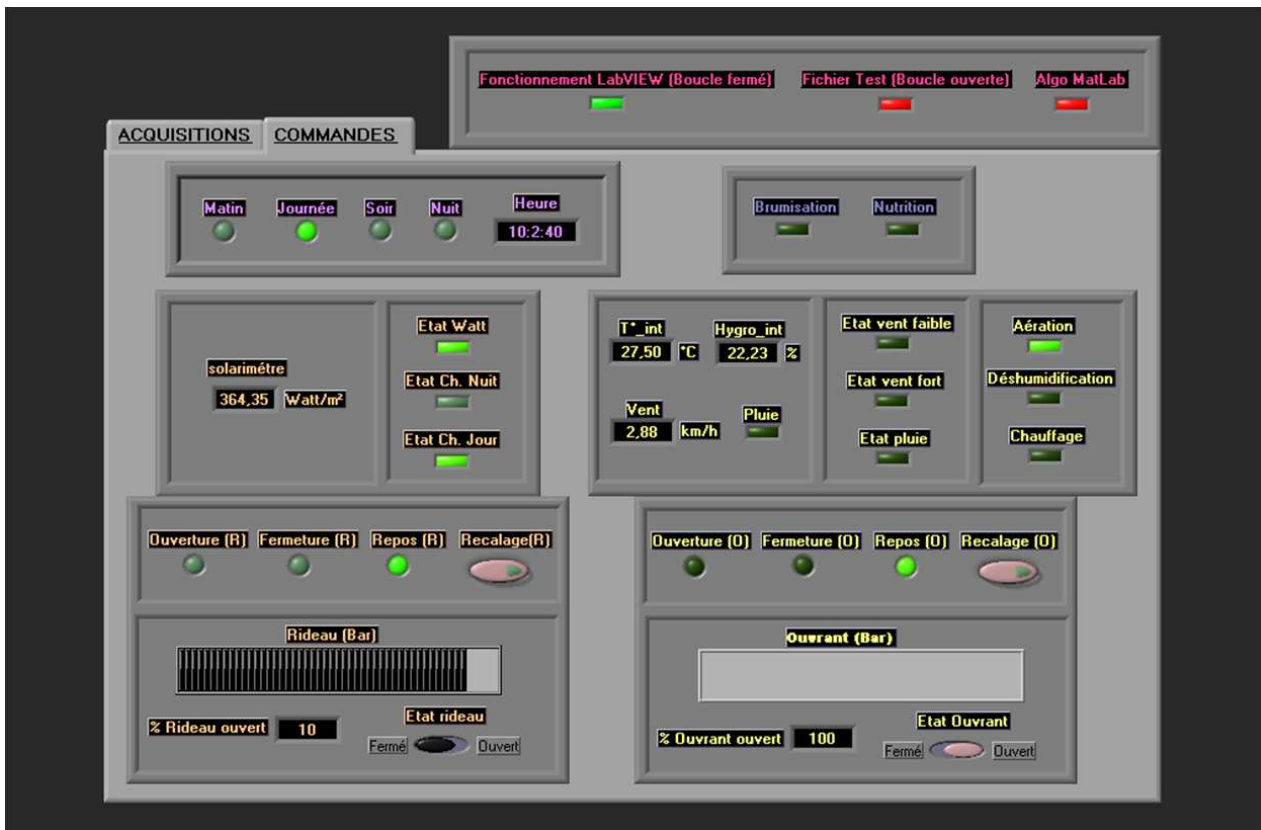 Fonctionnement LabVIEW (Boucle fermé) Fichier Test (Boucle ouverte) Algo MatLab
ACQUISITIONS COMMANDES
Matin Journée Soir Nuit Heure
10:2:40
Brumisation Nutrition
solarimétre
364,35 Watt/m²
Etat Watt
Etat Ch. Nuit
Etat Ch. Jour
T°_int Hygro_int
27,50 °C 22,23 %
Vent Pluie
2,88 km/h
Etat vent faible
Etat vent fort
Etat pluie
Aération
Déshumidification
Chauffage
Ouverture (R) Fermeture (R) Repos (R) Recalage(R)
Rideau (Bar)
% Rideau ouvert 10
Etat rideau
Fermé Ouvert
Ouverture (O) Fermeture (O) Repos (O) Recalage (O)
Ouvrant (Bar)
% Ouvrant ouvert 100
Etat Ouvrant
Fermé Ouvert